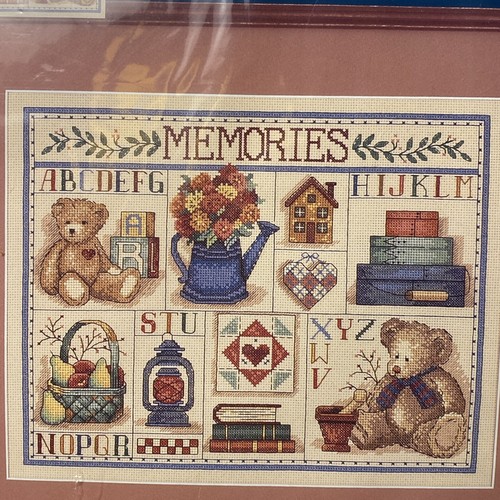 MEMORIES
ABCDEFG
HIJKLM
A
B
R
STU
XYZ
W
V
NOPQR